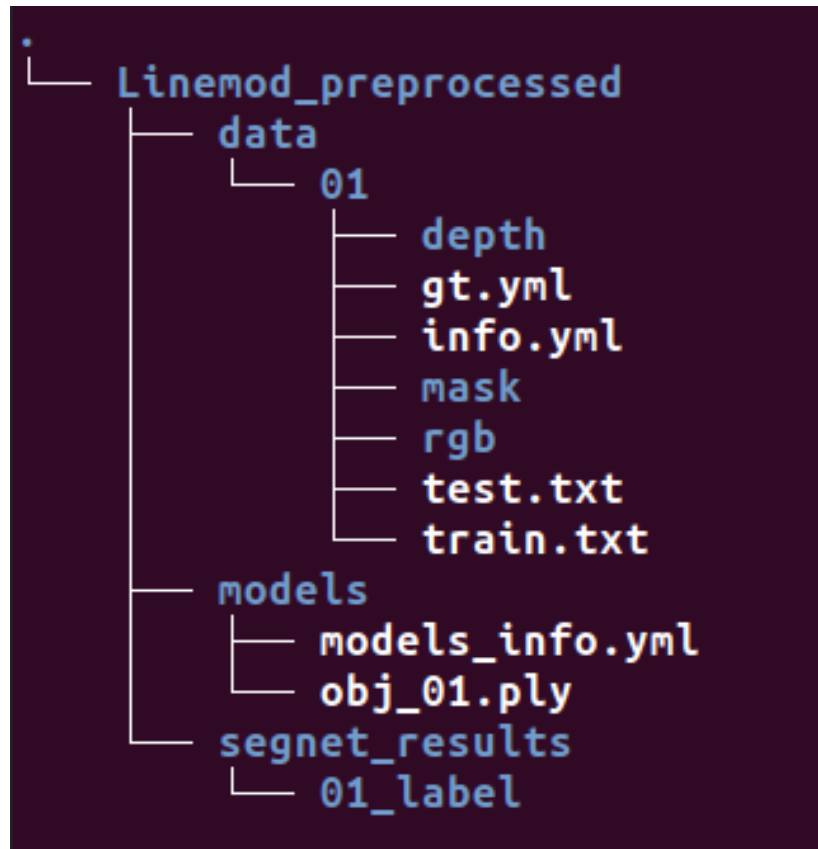 .
Linemod_preprocessed
data
01
depth
gt.yml
info.yml
mask
rgb
test.txt
train.txt
models
models_info.yml
obj_01.ply
segnet_results
01_label